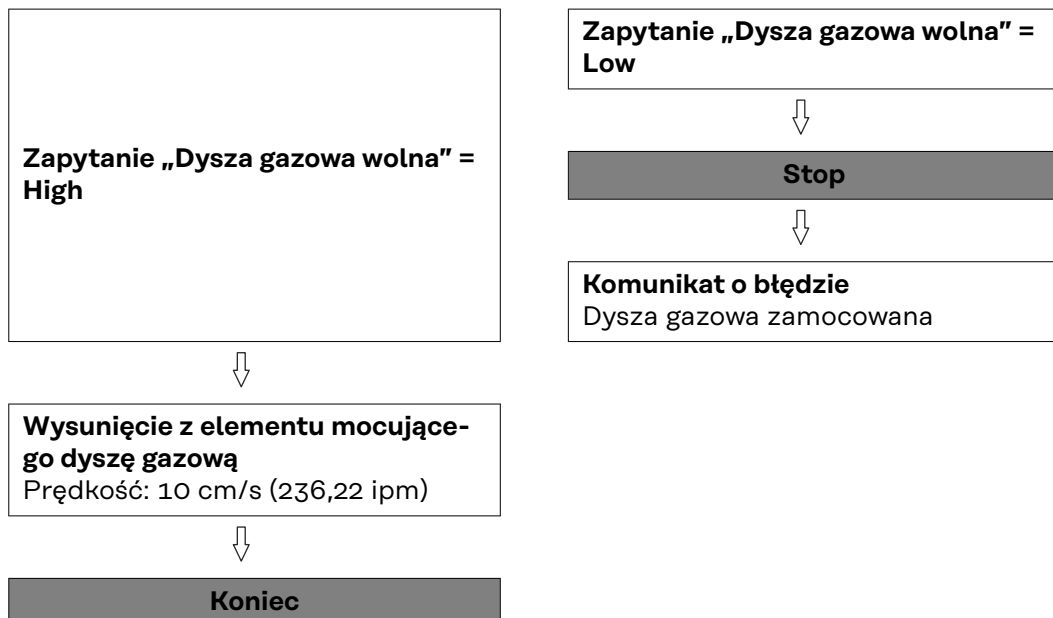 Zapytanie „Dysza gazowa wolna” =
High
Wysunięcie z elementu mocujące-
go dyszę gazową
Prędkość: 10 cm/s (236,22 ipm)
Koniec
Zapytanie „Dysza gazowa wolna” =
Low
Stop
Komunikat o błędzie
Dysza gazowa zamocowana